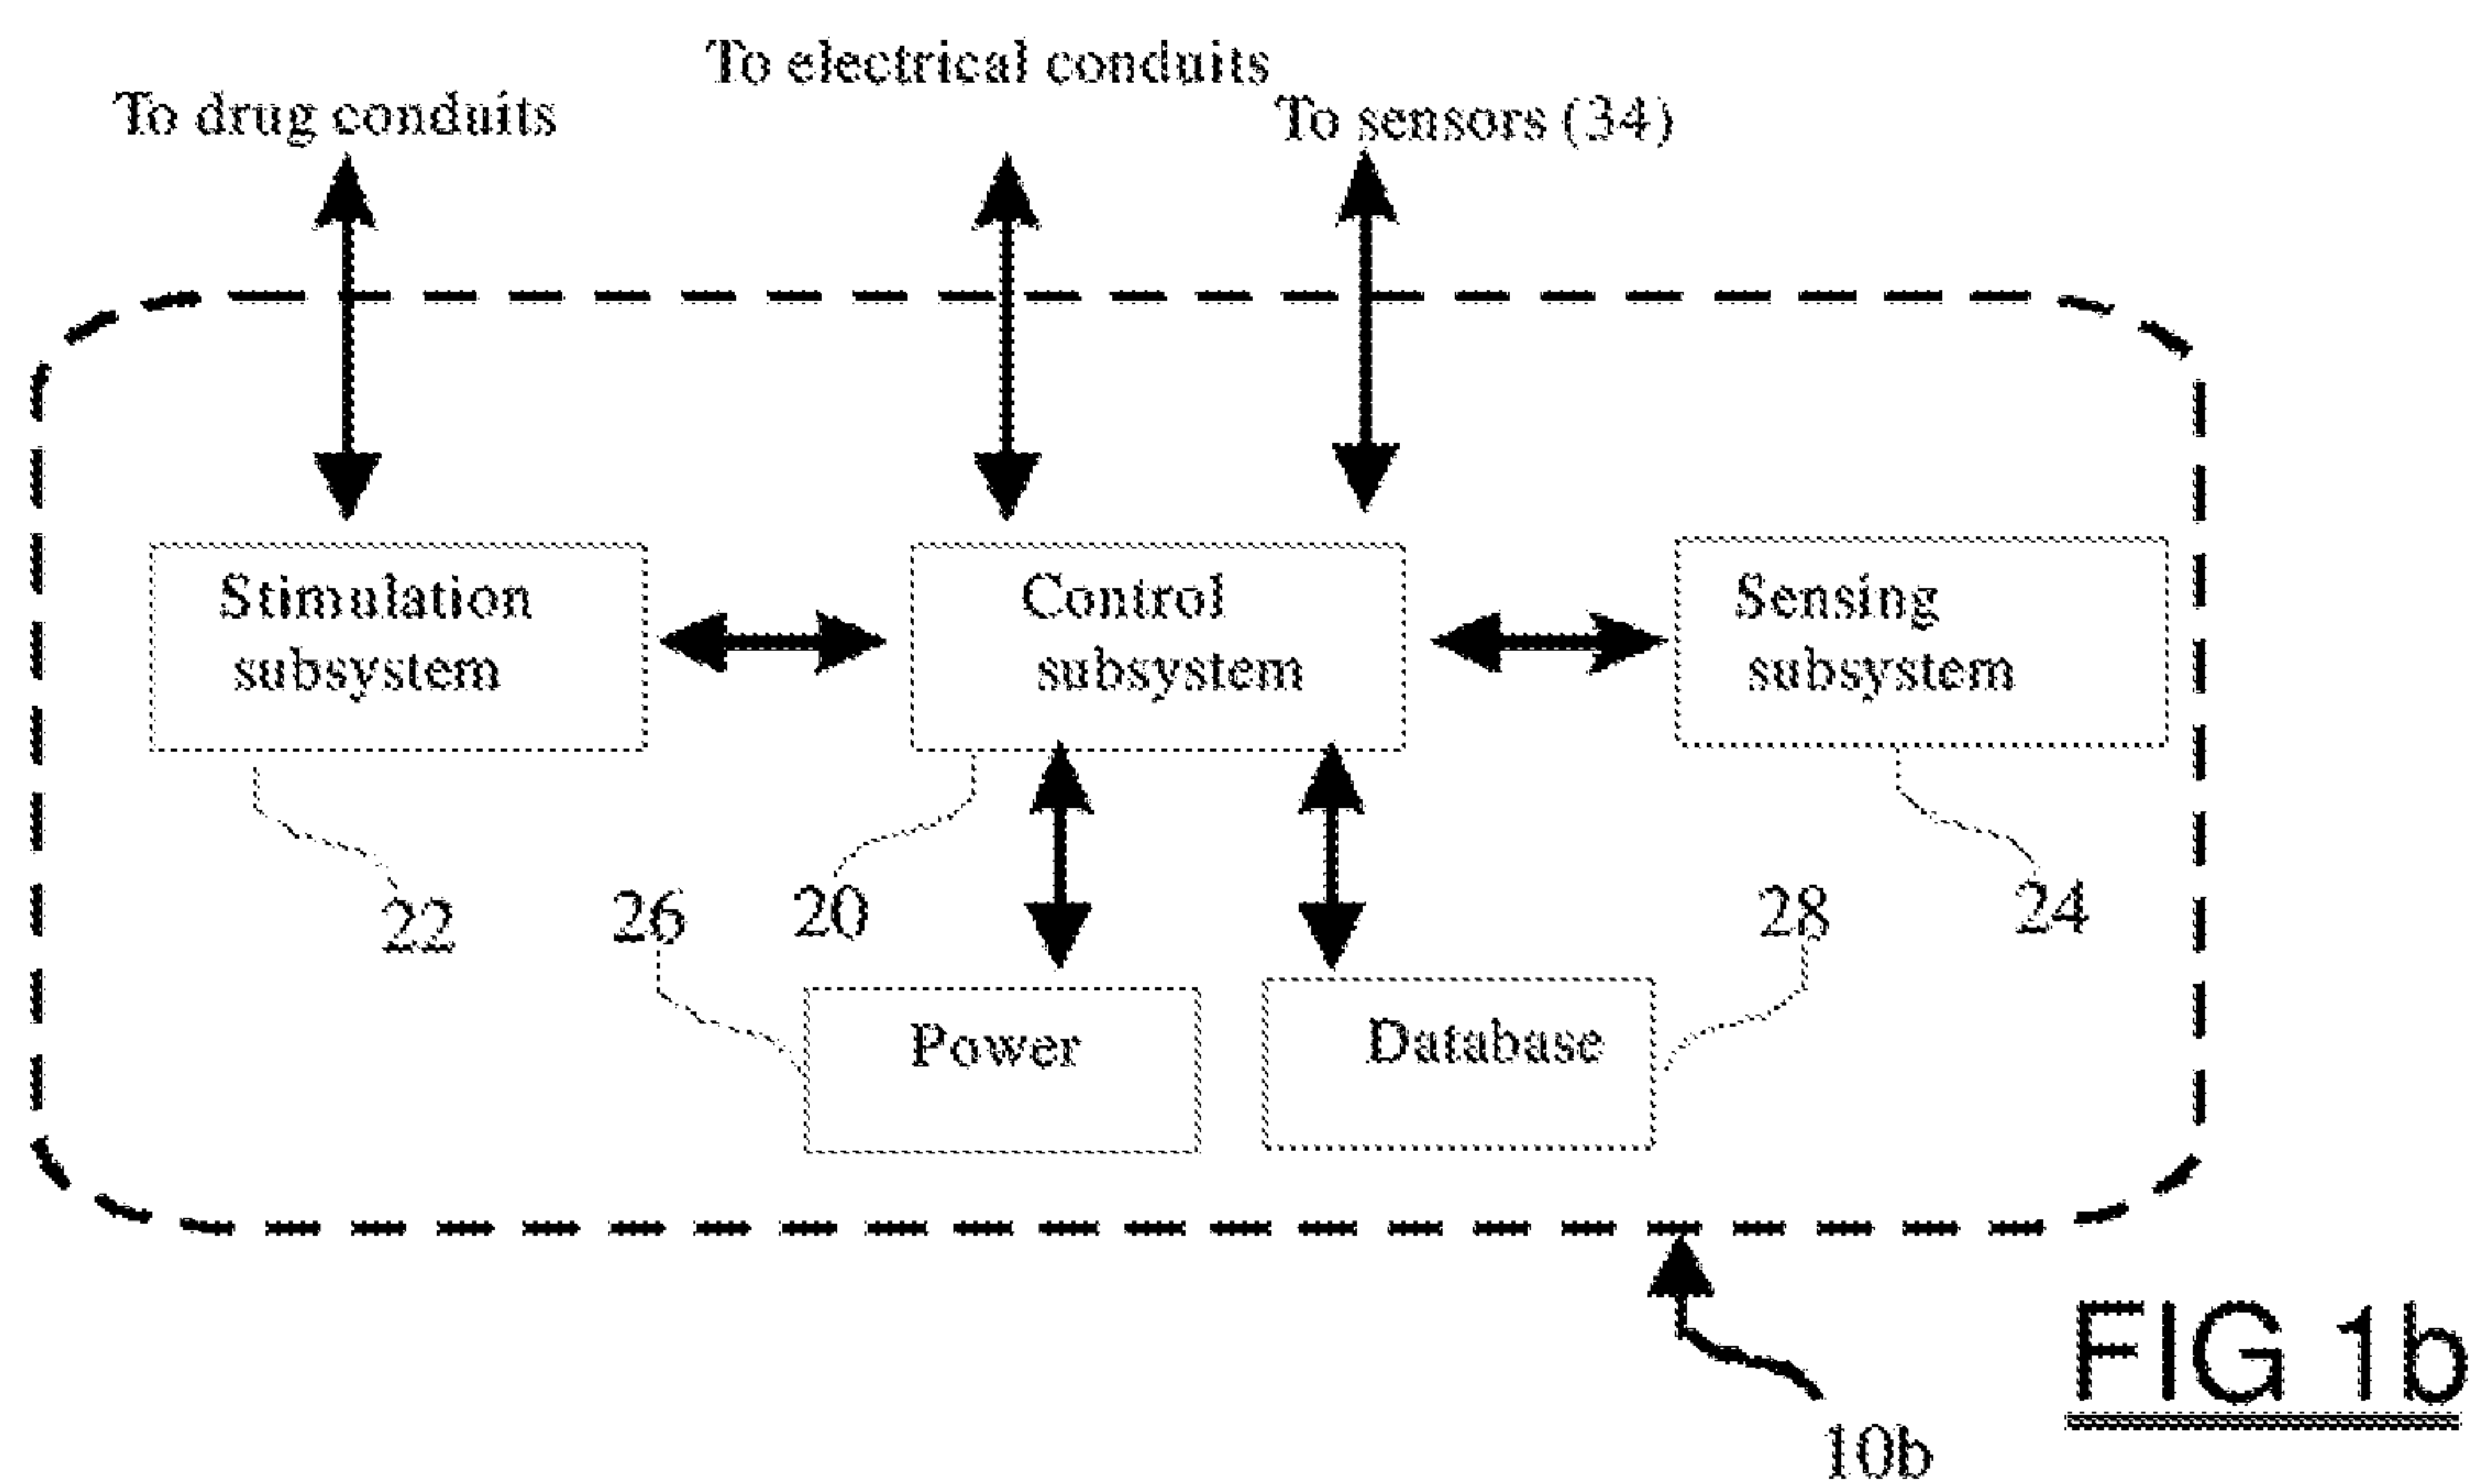 To electrical conduits
To drug conduits
To sensors (34)
Stimulation
subsystem
Control
subsystem
Sensing
subsystem
22
26
20
28
24
Power
Database
FIG 1b
10b